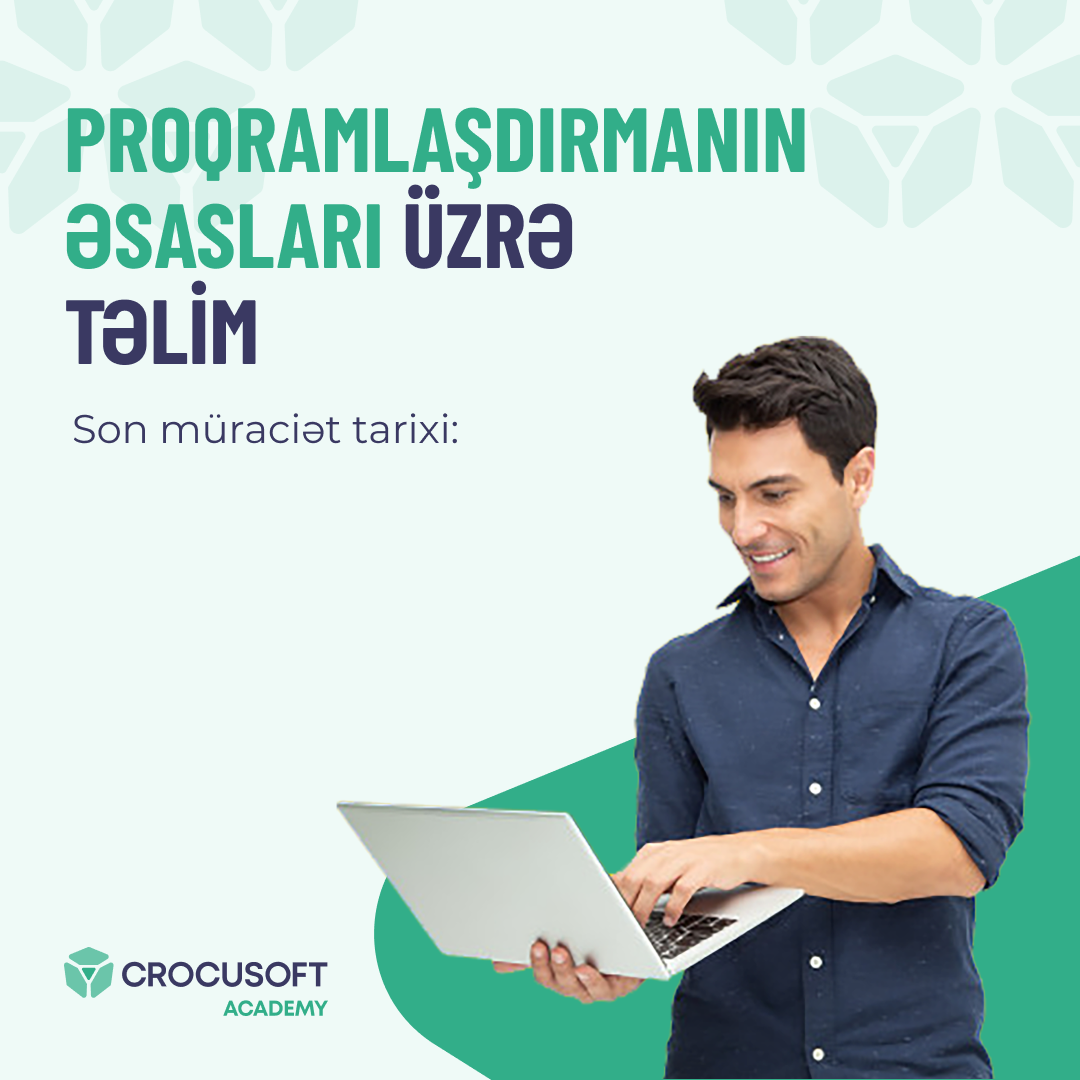 PROQRAMLAŞDIRMANIN
ƏSASLARI ÜZRƏ
TƏLİM
Son müraciət tarixi:
CROCUSOFT
ACADEMY